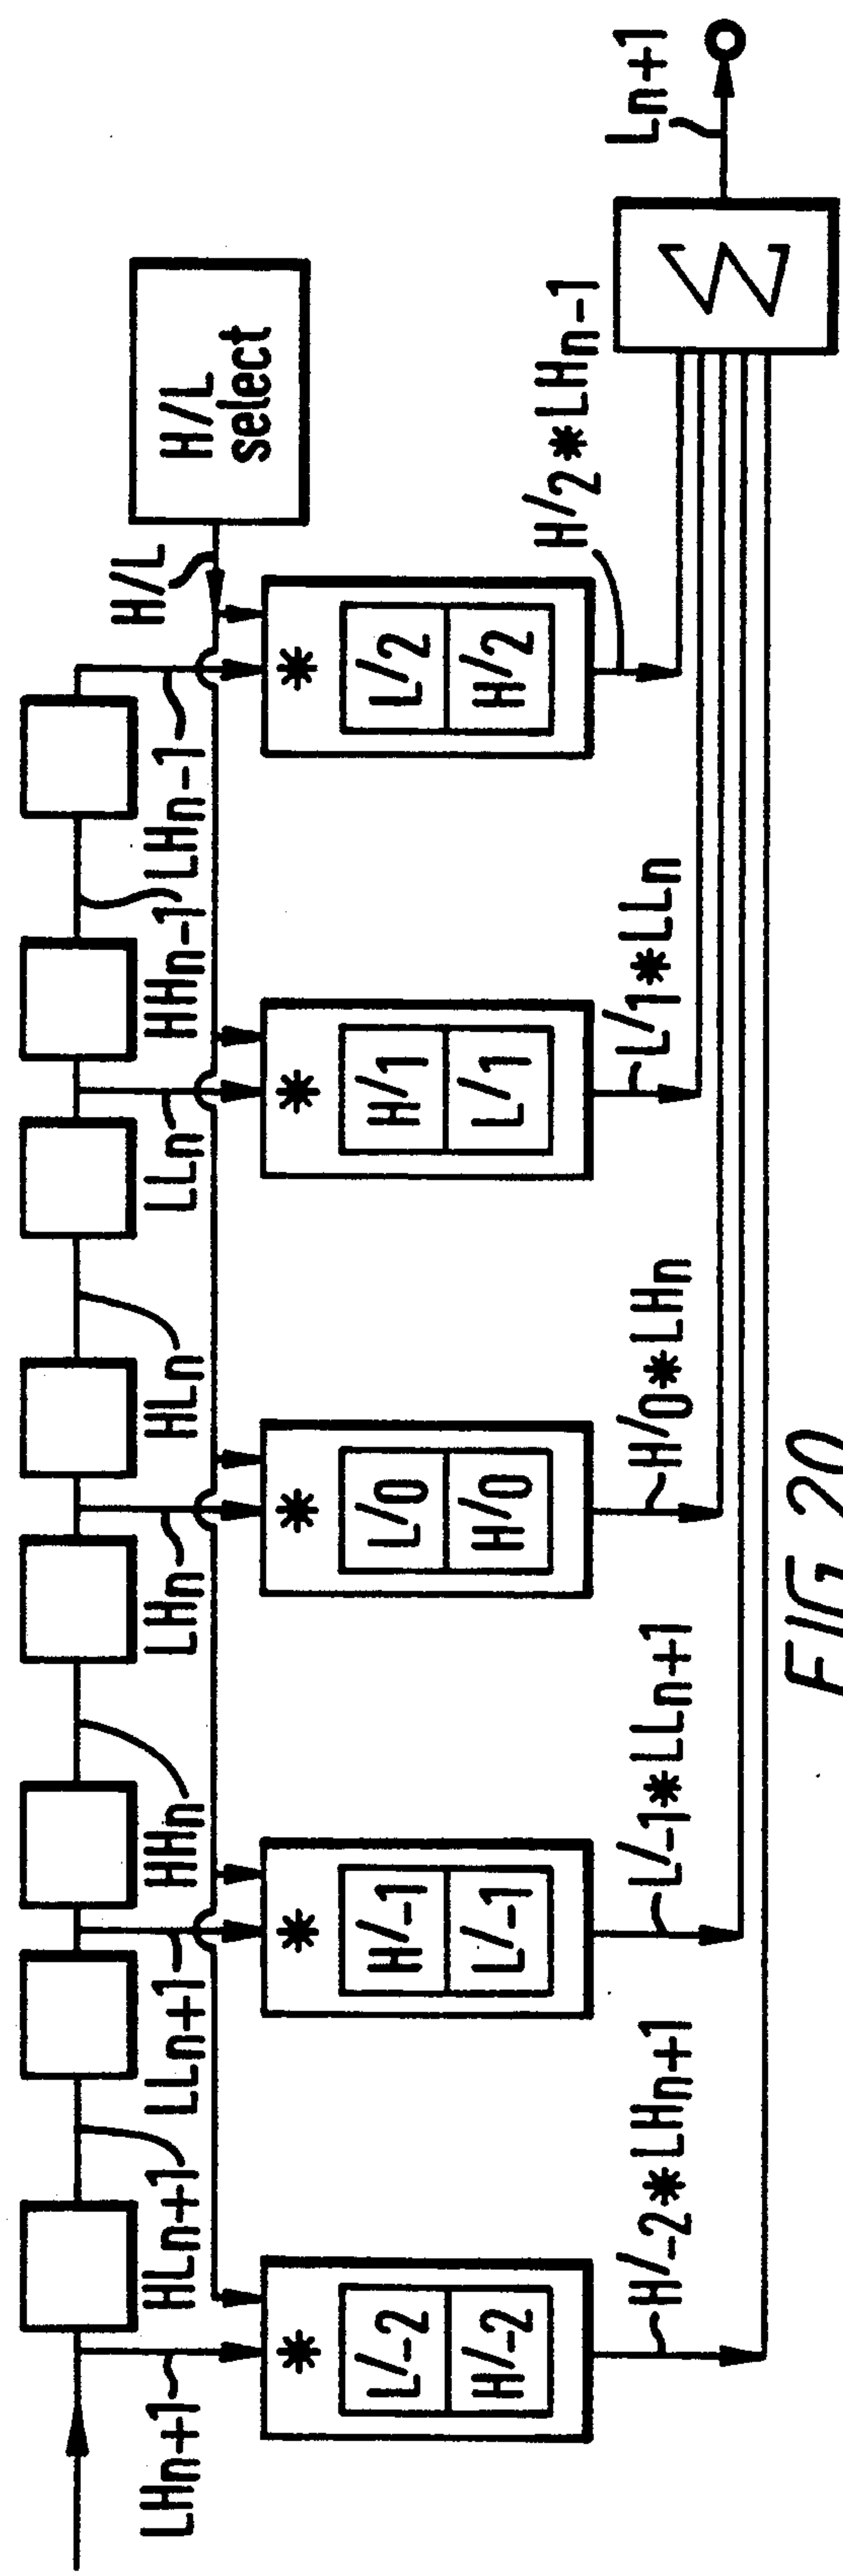 LHn+1
HLn+1
LLn+1
HHn
LHn
HLn
LLn
HHn-1
LHn-1
H/L
H/L
select
*
L/-2
H/-2
*
H/-1
L/-1
*
L/0
H/0
*
H/1
L/1
*
L/2
H/2
H/-2*LHn+1
L/-1*LLn+1
H/0*LHn
L/1*LLn
H/2*LHn-1
Σ
Ln+1
FIG. 20